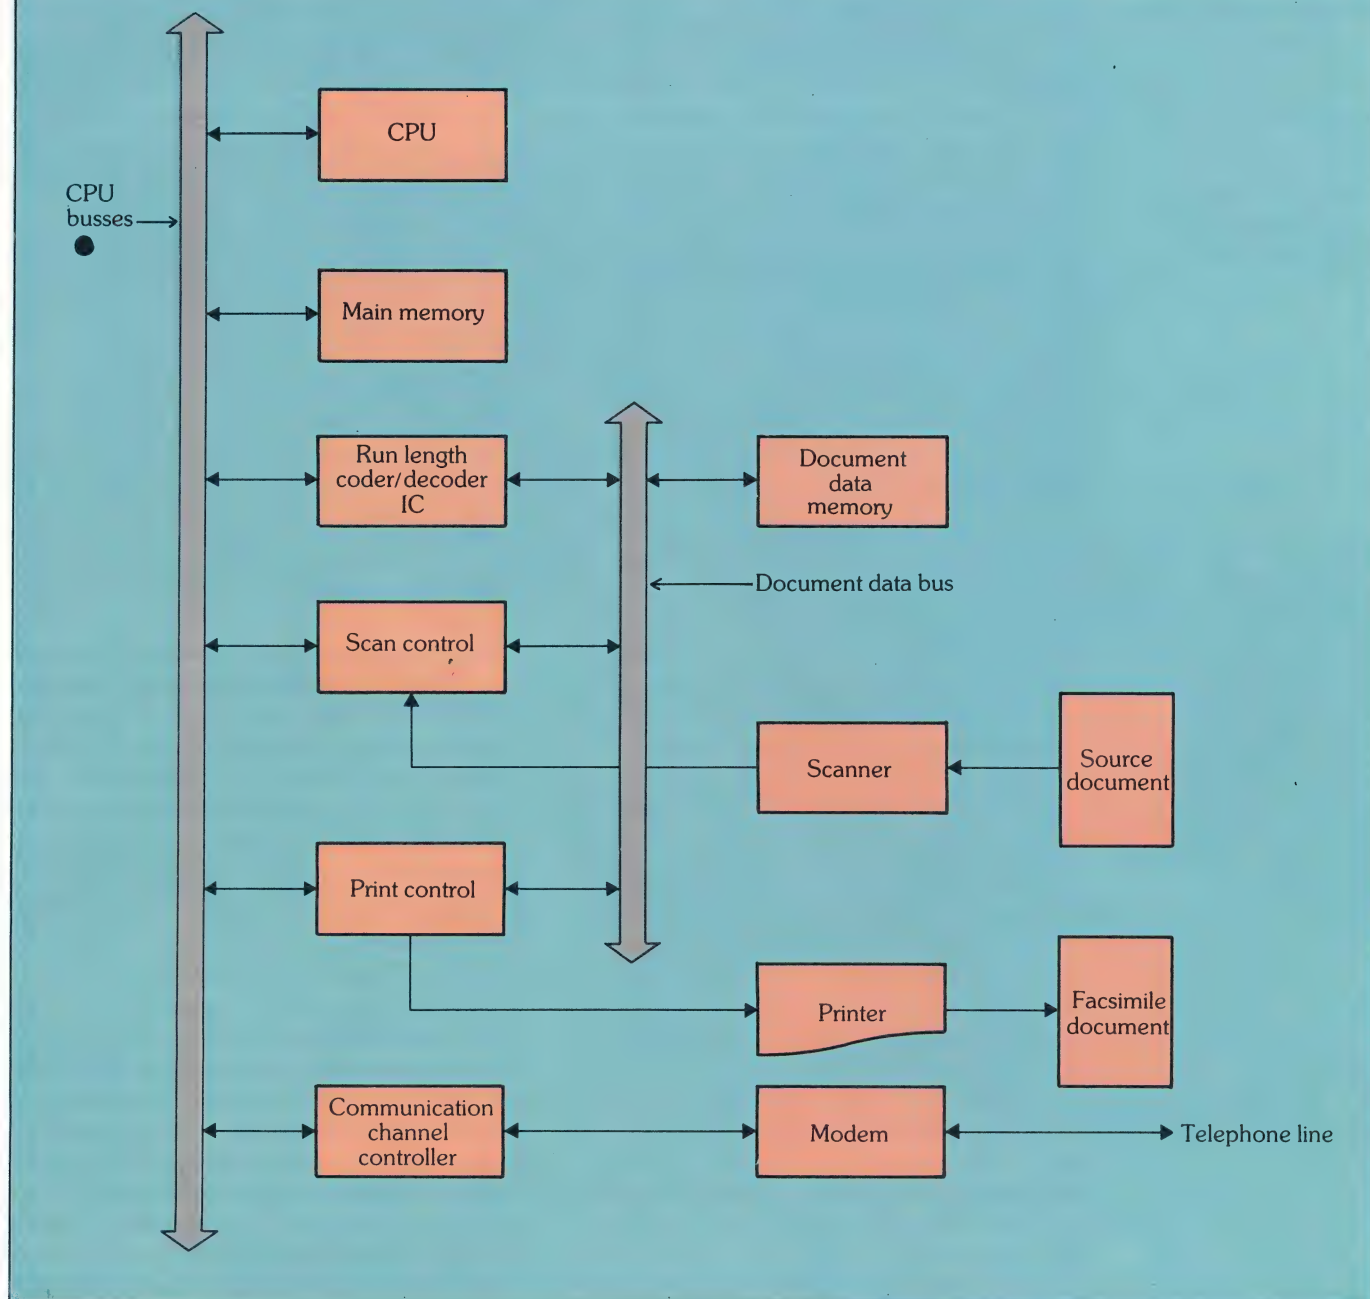 CPU
CPU
busses
Main memory
Run length
coder/decoder
IC
Document
data
memory
Document data bus
Scan control
Scanner
Source
document
Print control
Printer
Facsimile
document
Communication
channel
controller
Modem
Telephone line